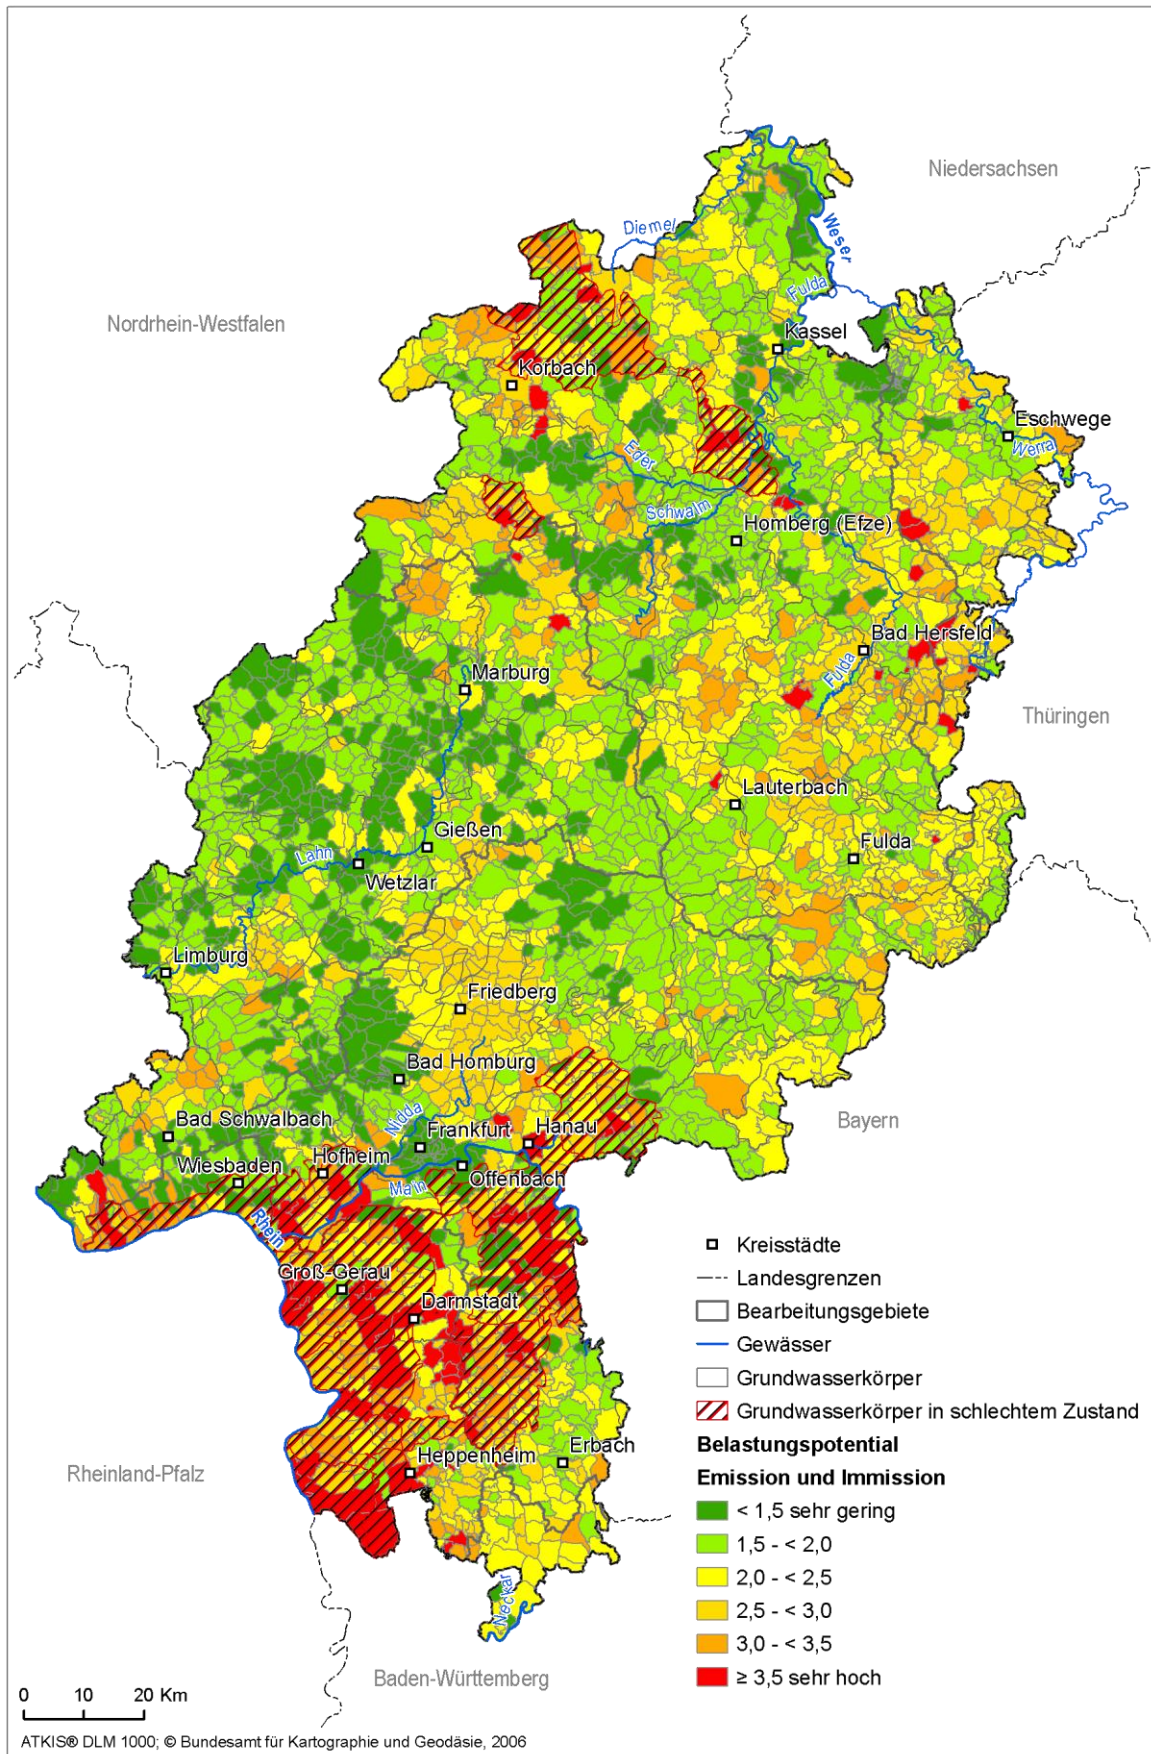 Niedersachsen
Diemel
Weser
Fulda
Nordrhein-Westfalen
Kassel
Korbach
Eschwege
Werra
Eder
Schwalm
Homberg (Efze)
Bad Hersfeld
Fulda
Marburg
Thüringen
Lauterbach
Gießen
Fulda
Lahn
Wetzlar
Limburg
Friedberg
Bad Homburg
Bayern
Nidda
Bad Schwalbach
Frankfurt
Hanau
Hofheim
Wiesbaden
Offenbach
Main
Rhein
Groß-Gerau
Darmstadt
Erbach
Heppenheim
Rheinland-Pfalz
Neckar
Baden-Württemberg
Kreisstädte
Landesgrenzen
Bearbeitungsgebiete
Gewässer
Grundwasserkörper
Grundwasserkörper in schlechtem Zustand
Belastungspotential
Emission und Immission
< 1,5 sehr gering
1,5 - < 2,0
2,0 - < 2,5
2,5 - < 3,0
3,0 - < 3,5
≥ 3,5 sehr hoch
0 10 20 Km
ATKIS® DLM 1000; © Bundesamt für Kartographie und Geodäsie, 2006